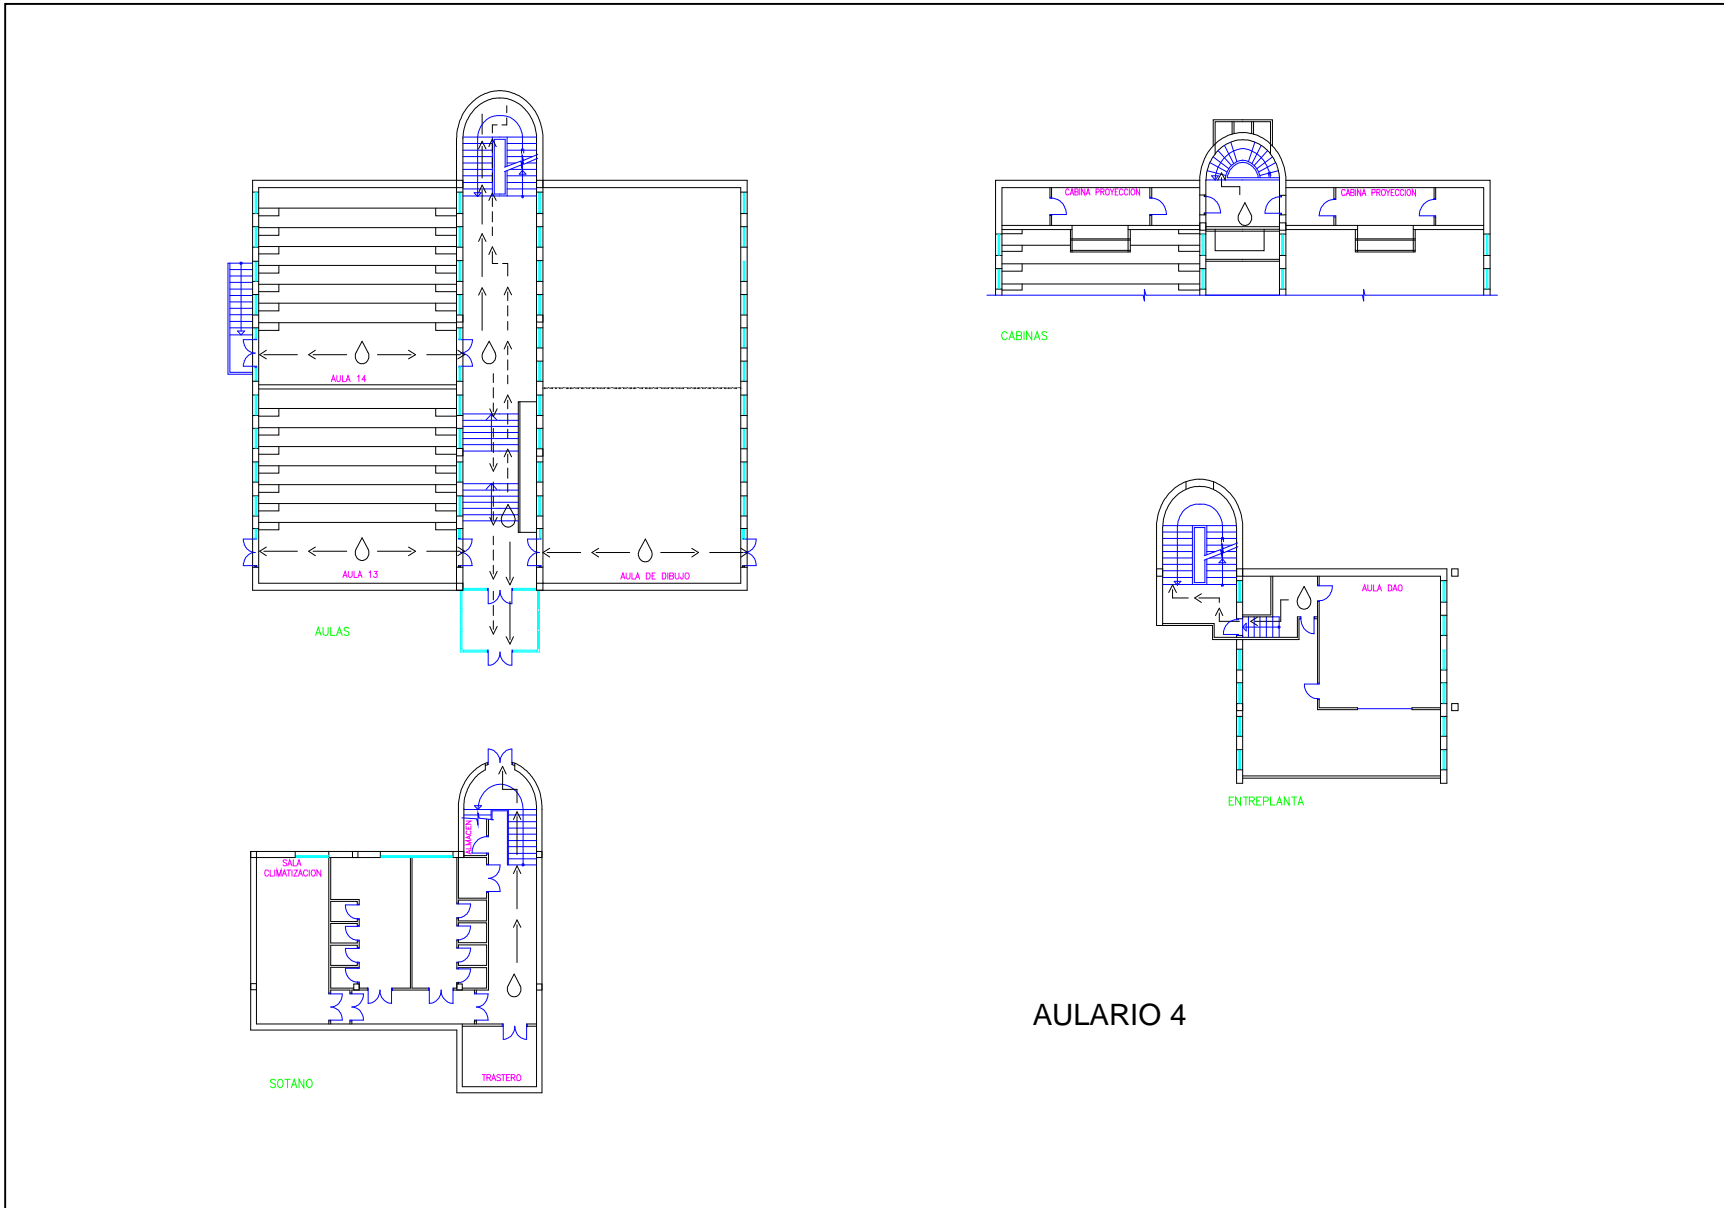 CABINA PROYECCION
CABINA PROYECCION
CABINAS
AULA 14
AULA 13
AULA DE DIBUJO
AULAS
AULA DAO
ENTREPLANTA
ALMACEN
SALA
CLIMATIZACION
TRASTERO
SOTANO
AULARIO 4